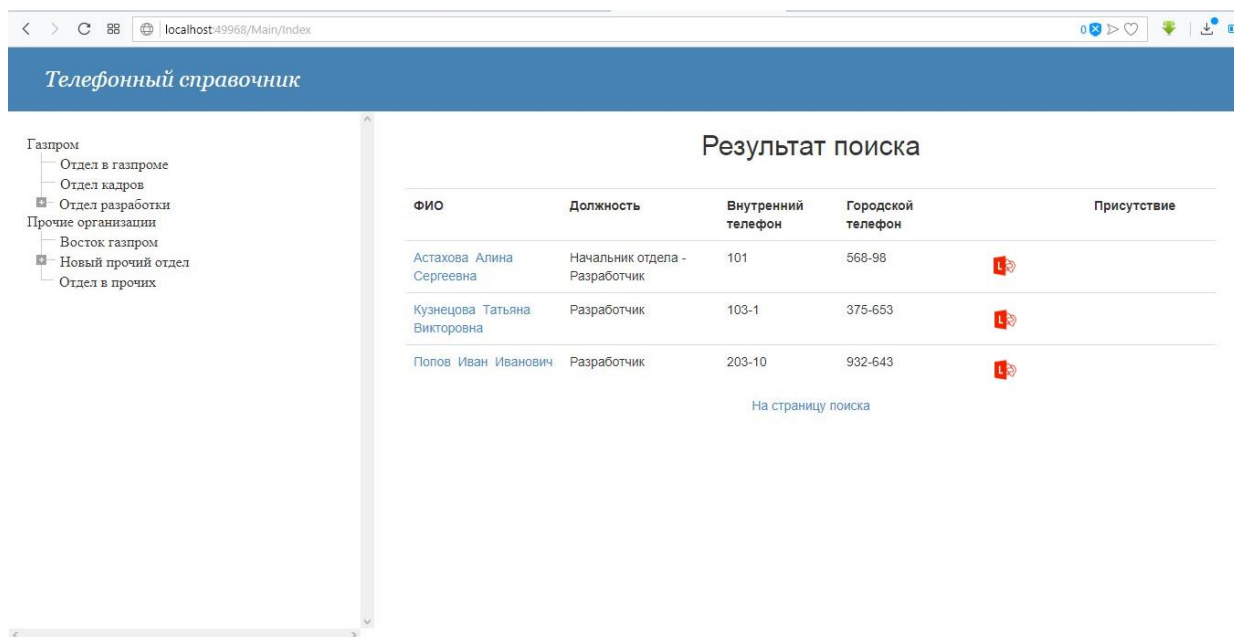 localhost:49968/Main/Index
0
Телефонный справочник
Газпром
Отдел в газпроме
Отдел кадров
Отдел разработки
Прочие организации
Восток газпром
Новый прочий отдел
Отдел в прочих
Результат поиска
ФИО Должность Внутренний телефон Городской телефон Присутствие
Астахова Алина Сергеевна Начальник отдела - Разработчик 101 568-98
Кузнецова Татьяна Викторовна Разработчик 103-1 375-653
Попов Иван Иванович Разработчик 203-10 932-643
На страницу поиска